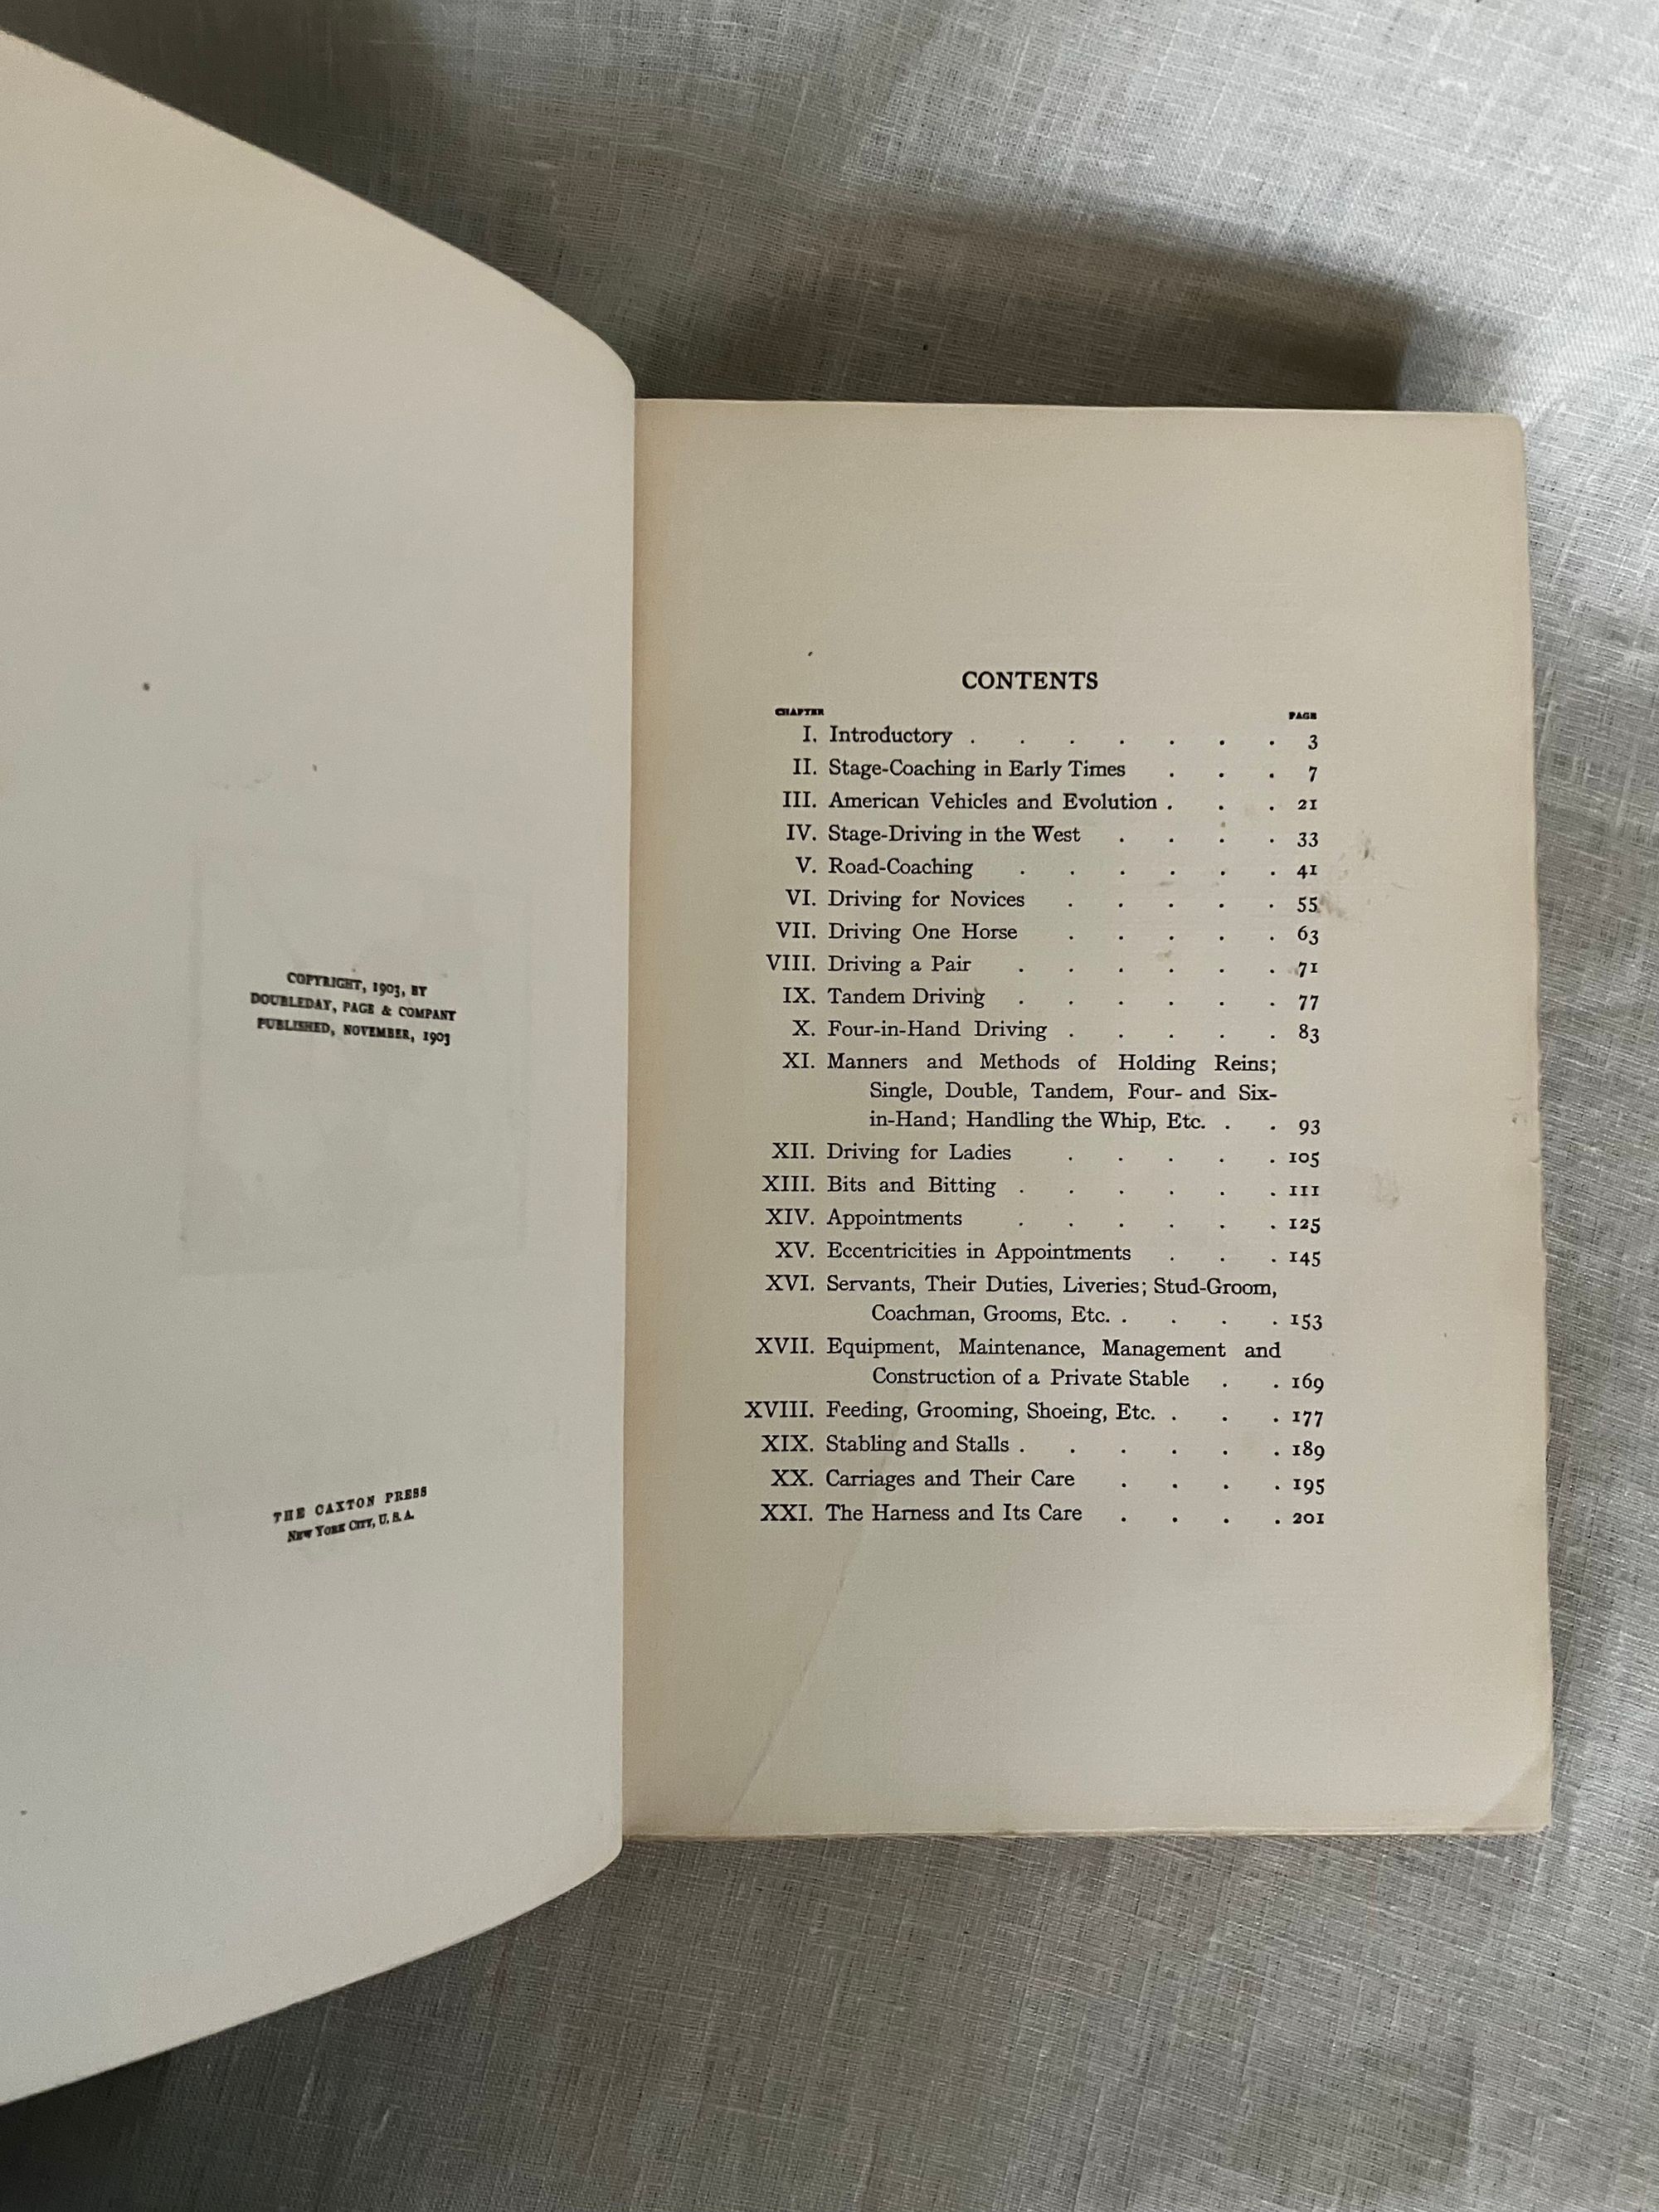 COPYRIGHT, 1903, BY
DOUBLEDAY, PAGE & COMPANY
PUBLISHED, NOVEMBER, 1903
THE CAXTON PRESS
NEW YORK CITY, U. S. A.
CONTENTS
CHAPTER PAGE
I. Introductory . . . . . . . 3
II. Stage-Coaching in Early Times . . . 7
III. American Vehicles and Evolution . . . 21
IV. Stage-Driving in the West . . . . 33
V. Road-Coaching . . . . . . 41
VI. Driving for Novices . . . . . 55
VII. Driving One Horse . . . . . 63
VIII. Driving a Pair . . . . . . 71
IX. Tandem Driving . . . . . . 77
X. Four-in-Hand Driving . . . . . 83
XI. Manners and Methods of Holding Reins;
Single, Double, Tandem, Four- and Six-
in-Hand; Handling the Whip, Etc. . . 93
XII. Driving for Ladies . . . . . 105
XIII. Bits and Bitting . . . . . . 111
XIV. Appointments . . . . . . 125
XV. Eccentricities in Appointments . . . 145
XVI. Servants, Their Duties, Liveries; Stud-Groom,
Coachman, Grooms, Etc. . . . . 153
XVII. Equipment, Maintenance, Management and
Construction of a Private Stable . . 169
XVIII. Feeding, Grooming, Shoeing, Etc. . . . 177
XIX. Stabling and Stalls . . . . . . 189
XX. Carriages and Their Care . . . . 195
XXI. The Harness and Its Care . . . . 201